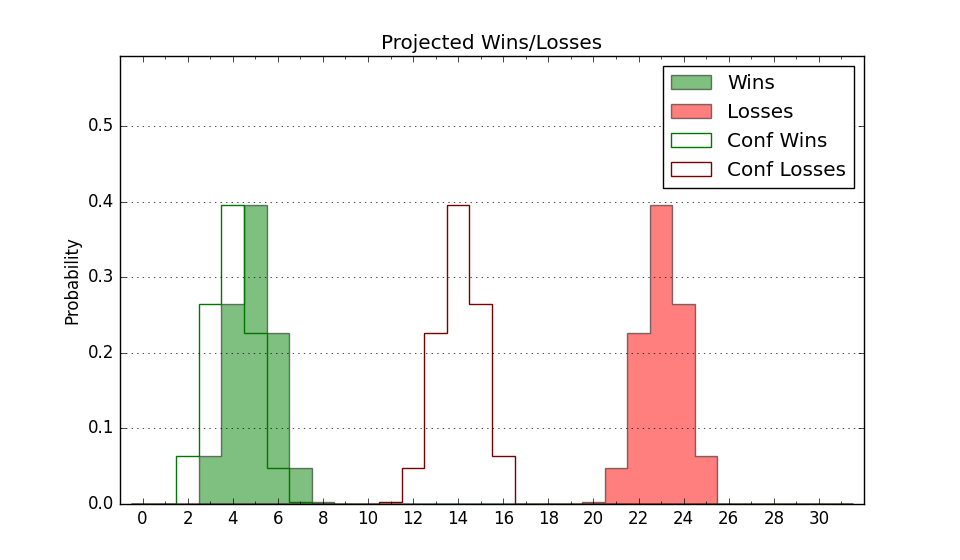 Projected Wins/Losses
Wins
Losses
Conf Wins
Conf Losses
Probability
0.5
0.4
0.3
0.2
0.1
0.0
0 2 4 6 8 10 12 14 16 18 20 22 24 26 28 30